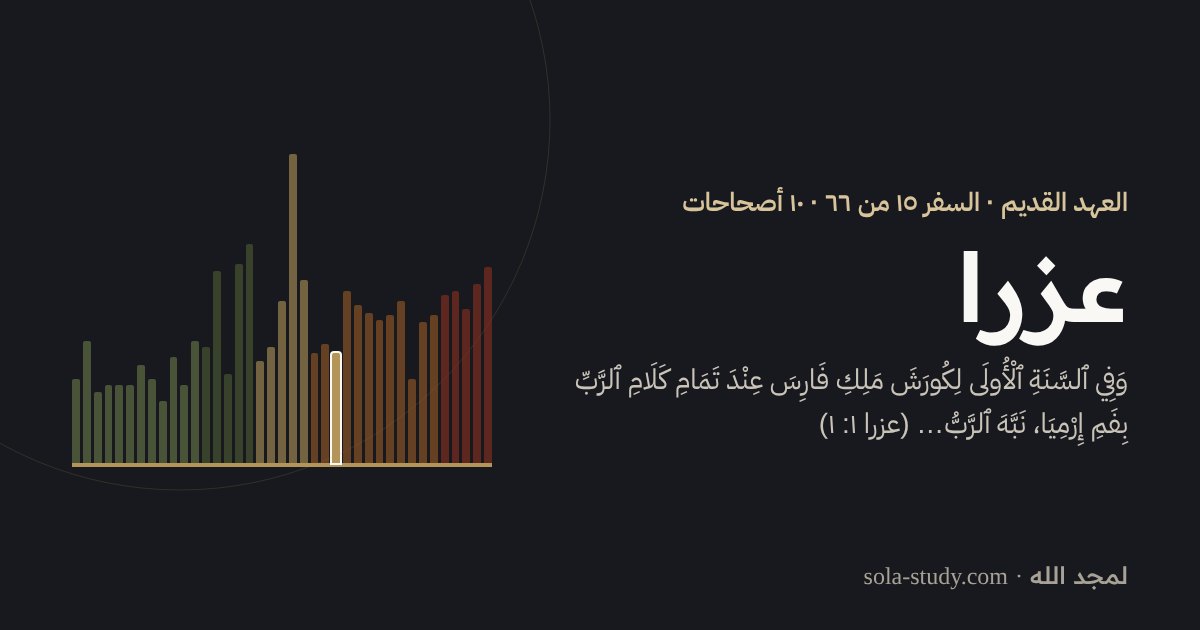 العهد القديم · السفر ١٥ من ٦٦ · ١٠ أصحاحات
عزرا
وَفِي ٱلسَّنَةِ ٱلْأُولَى لِكُورَشَ مَلِكِ فَارِسَ عِنْدَ تَمَامِ كَلَامِ ٱلرَّبِّ
بِفَمِ إِرْمِيَا، نَبَّهَ ٱلرَّبُّ… (عزرا ١: ١)
لمجد الله · sola-study.com